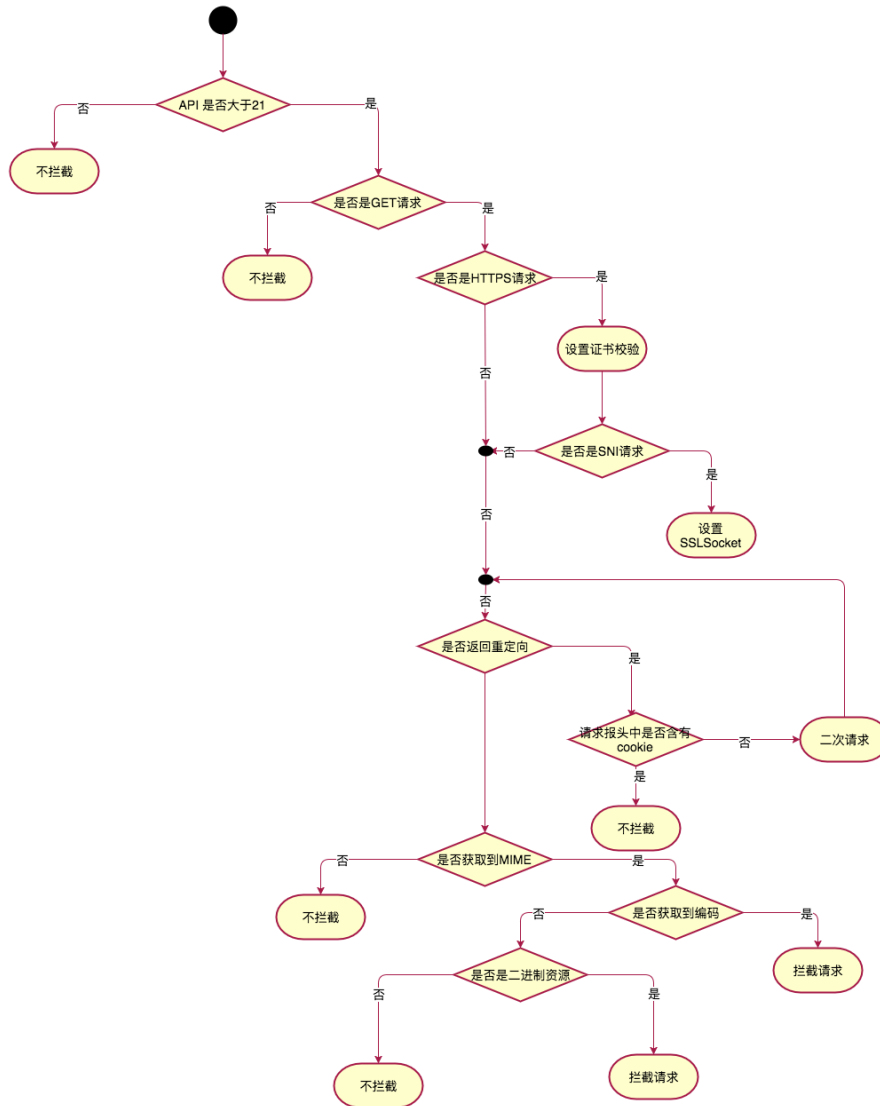 API 是否大于21
否
是
不拦截
是否是GET请求
否
是
不拦截
是否是HTTPS请求
是
设置证书校验
否
是否是SNI请求
否
是
设置
SSLSocket
否
否
是否返回重定向
是
请求报头中是否含有
cookie
否
二次请求
是
不拦截
是否获取到MIME
否
是
不拦截
是否获取到编码
否
是
拦截请求
是否是二进制资源
否
是
不拦截
拦截请求